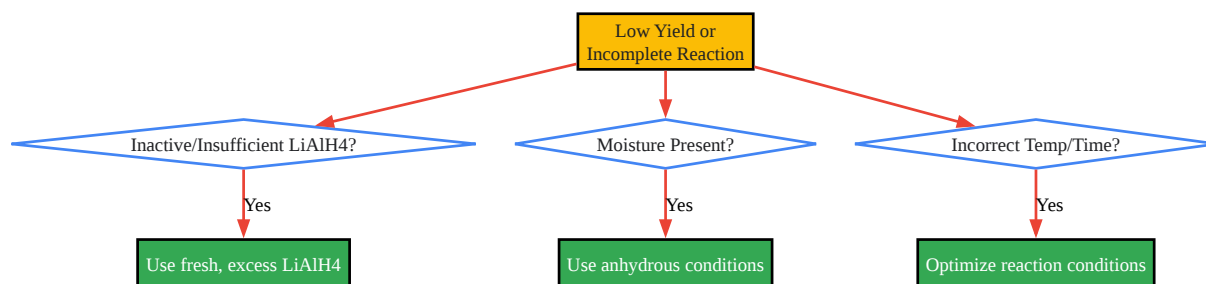 Low Yield or
Incomplete Reaction
Inactive/Insufficient LiAlH4?
Moisture Present?
Incorrect Temp/Time?
Yes
Yes
Yes
Use fresh, excess LiAlH4
Use anhydrous conditions
Optimize reaction conditions